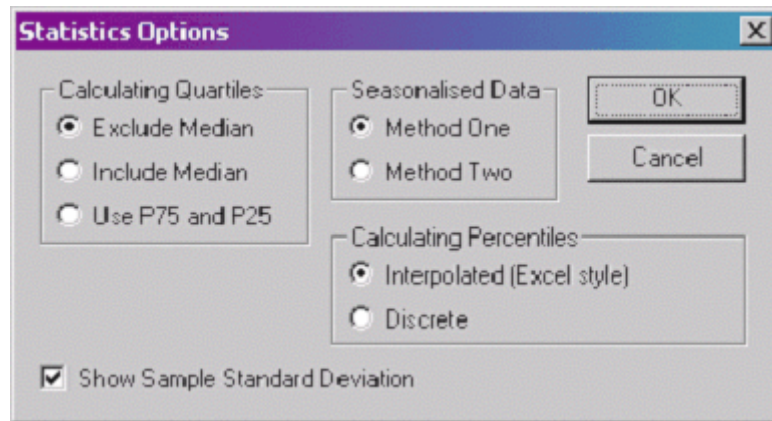 Statistics Options
Calculating Quartiles
Exclude Median
Include Median
Use P75 and P25
Seasonalised Data
Method One
Method Two
OK
Cancel
Calculating Percentiles
Interpolated (Excel style)
Discrete
Show Sample Standard Deviation